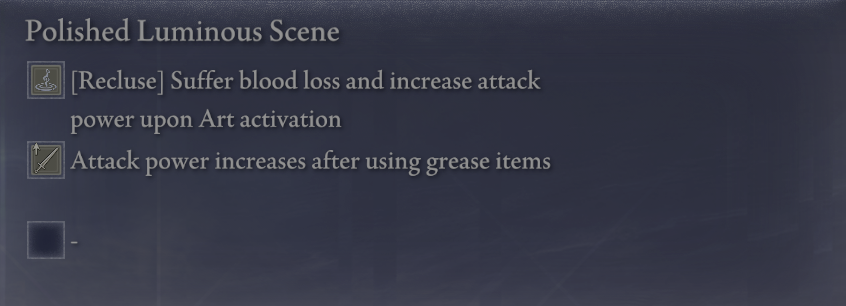 Polished Luminous Scene
[Recluse] Suffer blood loss and increase attack
power upon Art activation
Attack power increases after using grease items
-